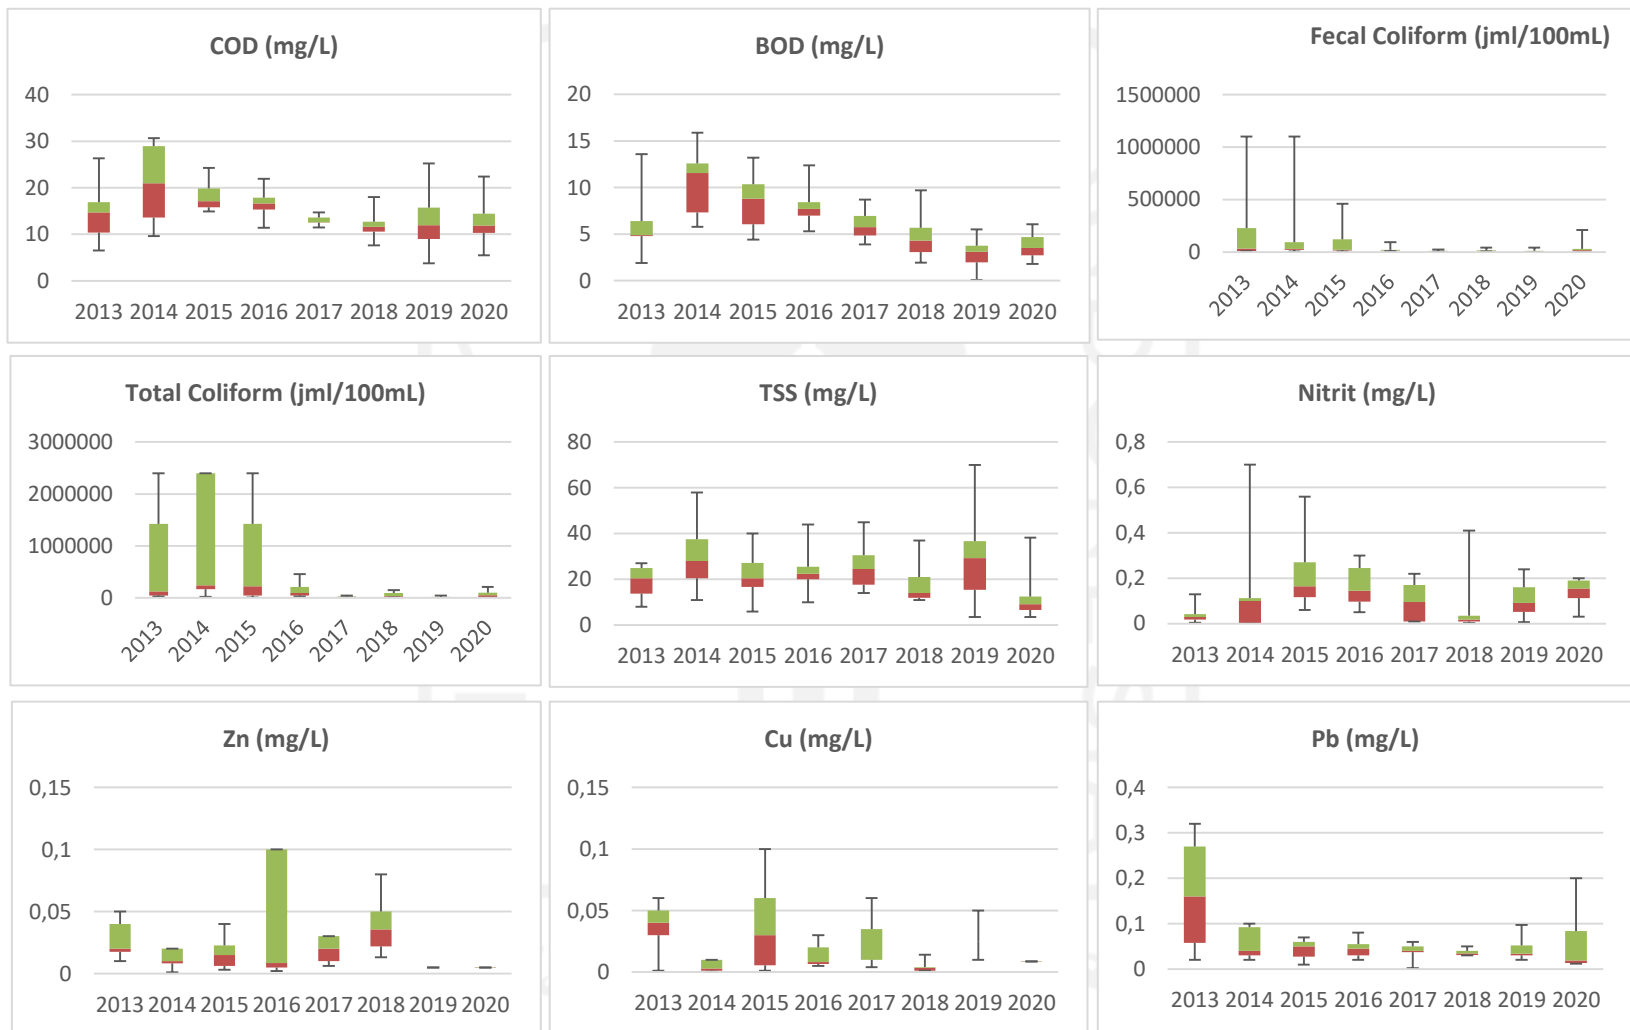 COD (mg/L)
40
30
20
10
0
2013 2014 2015 2016 2017 2018 2019 2020
BOD (mg/L)
20
15
10
5
0
2013 2014 2015 2016 2017 2018 2019 2020
Fecal Coliform (jml/100mL)
1500000
1000000
500000
0
2013 2014 2015 2016 2017 2018 2019 2020
Total Coliform (jml/100mL)
3000000
2000000
1000000
0
2013 2014 2015 2016 2017 2018 2019 2020
TSS (mg/L)
80
60
40
20
0
2013 2014 2015 2016 2017 2018 2019 2020
Nitrit (mg/L)
0,8
0,6
0,4
0,2
0
2013 2014 2015 2016 2017 2018 2019 2020
Zn (mg/L)
0,15
0,1
0,05
0
2013 2014 2015 2016 2017 2018 2019 2020
Cu (mg/L)
0,15
0,1
0,05
0
2013 2014 2015 2016 2017 2018 2019 2020
Pb (mg/L)
0,4
0,3
0,2
0,1
0
2013 2014 2015 2016 2017 2018 2019 2020